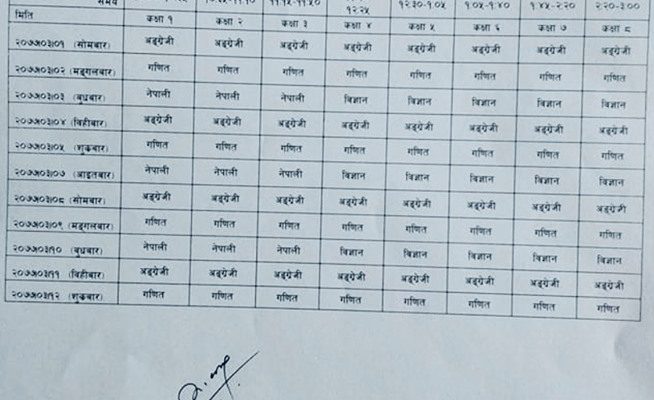 समय १०:३५-११:१० ११:१५-११:५० १२:२५ १२:३०-१:०५ १:०५-१:४० १:४५-२:२० २:२०-३:००
मिति कक्षा १ कक्षा २ कक्षा ३ कक्षा ४ कक्षा ५ कक्षा ६ कक्षा ७ कक्षा ८
२०७७/०३/०१ (सोमबार) अङ्ग्रेजी अङ्ग्रेजी अङ्ग्रेजी अङ्ग्रेजी अङ्ग्रेजी अङ्ग्रेजी अङ्ग्रेजी अङ्ग्रेजी
२०७७/०३/०२ (मङ्गलबार) गणित गणित गणित गणित गणित गणित गणित गणित
२०७७/०३/०३ (बुधबार) नेपाली नेपाली नेपाली विज्ञान विज्ञान विज्ञान विज्ञान विज्ञान
२०७७/०३/०४ (विहीबार) अङ्ग्रेजी अङ्ग्रेजी अङ्ग्रेजी अङ्ग्रेजी अङ्ग्रेजी अङ्ग्रेजी अङ्ग्रेजी अङ्ग्रेजी
२०७७/०३/०५ (शुक्रबार) गणित गणित गणित गणित गणित गणित गणित गणित
२०७७/०३/०७ (आइतबार) नेपाली नेपाली नेपाली विज्ञान विज्ञान विज्ञान विज्ञान विज्ञान
२०७७/०३/०८ (सोमबार) अङ्ग्रेजी अङ्ग्रेजी अङ्ग्रेजी अङ्ग्रेजी अङ्ग्रेजी अङ्ग्रेजी अङ्ग्रेजी अङ्ग्रेजी
२०७७/०३/०९ (मङ्गलबार) गणित गणित गणित गणित गणित गणित गणित गणित
२०७७/०३/१० (बुधबार) नेपाली नेपाली नेपाली विज्ञान विज्ञान विज्ञान विज्ञान विज्ञान
२०७७/०३/११ (विहीबार) अङ्ग्रेजी अङ्ग्रेजी अङ्ग्रेजी अङ्ग्रेजी अङ्ग्रेजी अङ्ग्रेजी अङ्ग्रेजी अङ्ग्रेजी
२०७७/०३/१२ (शुक्रबार) गणित गणित गणित गणित गणित गणित गणित गणित